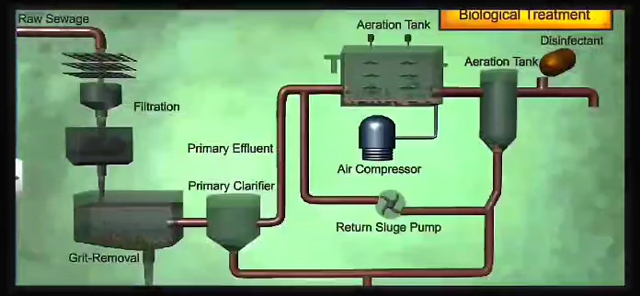 Biological Treatment
Raw Sewage
Aeration Tank
Disinfectant
Aeration Tank
Filtration
Primary Effluent
Air Compressor
Primary Clarifier
Return Sluge Pump
Grit-Removal